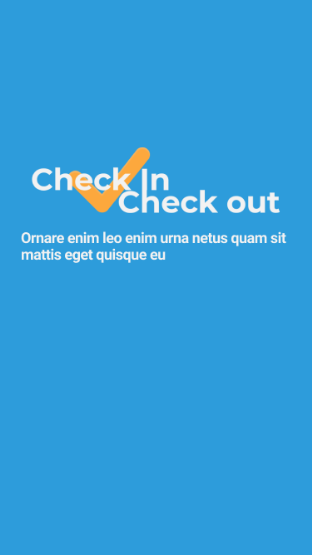 Check In
Check out
Ornare enim leo enim urna netus quam sit
mattis eget quisque eu